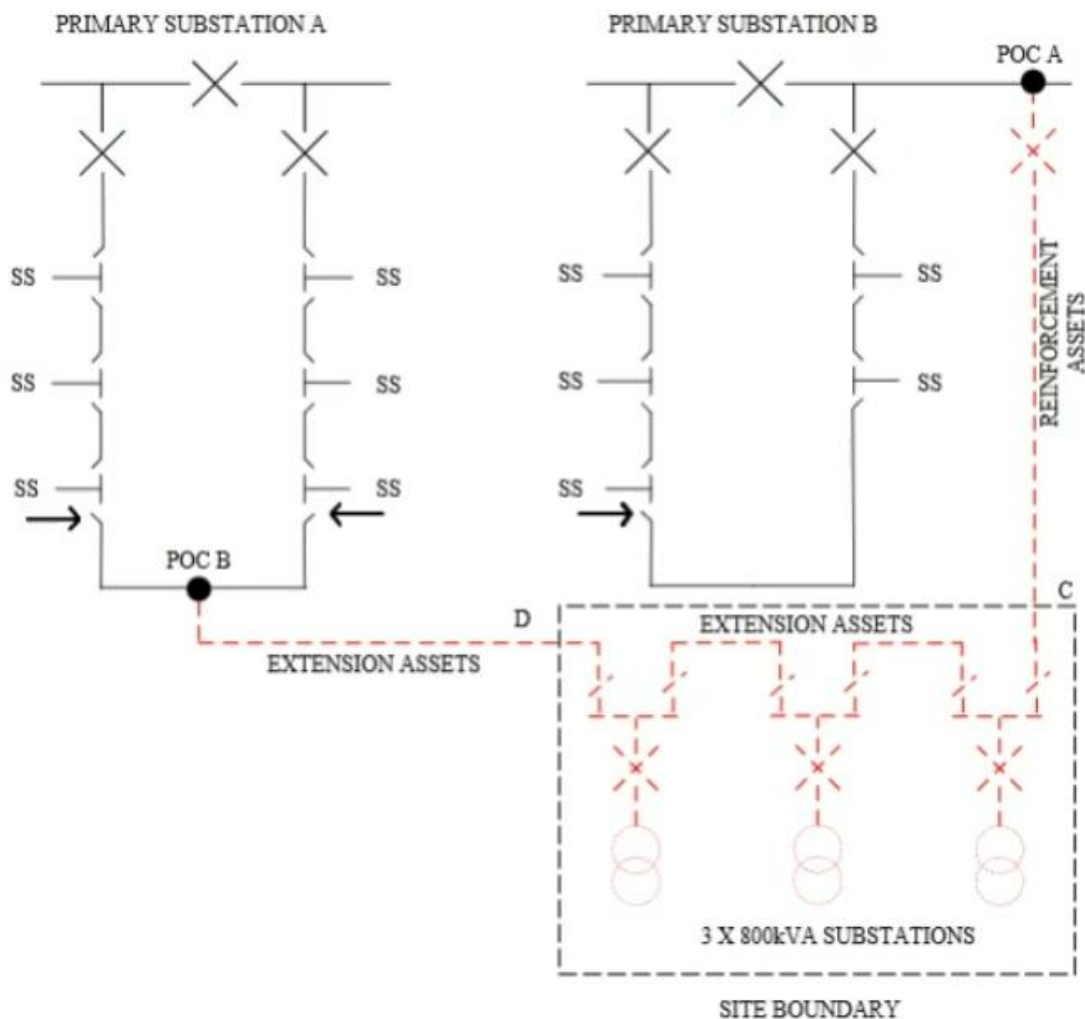 PRIMARY SUBSTATION A
PRIMARY SUBSTATION B
POC A
SS
SS
SS
SS
SS
SS
SS
SS
SS
SS
SS
REINFORCEMENT
ASSETS
POC B
D
C
EXTENSION ASSETS
EXTENSION ASSETS
3 X 800kVA SUBSTATIONS
SITE BOUNDARY